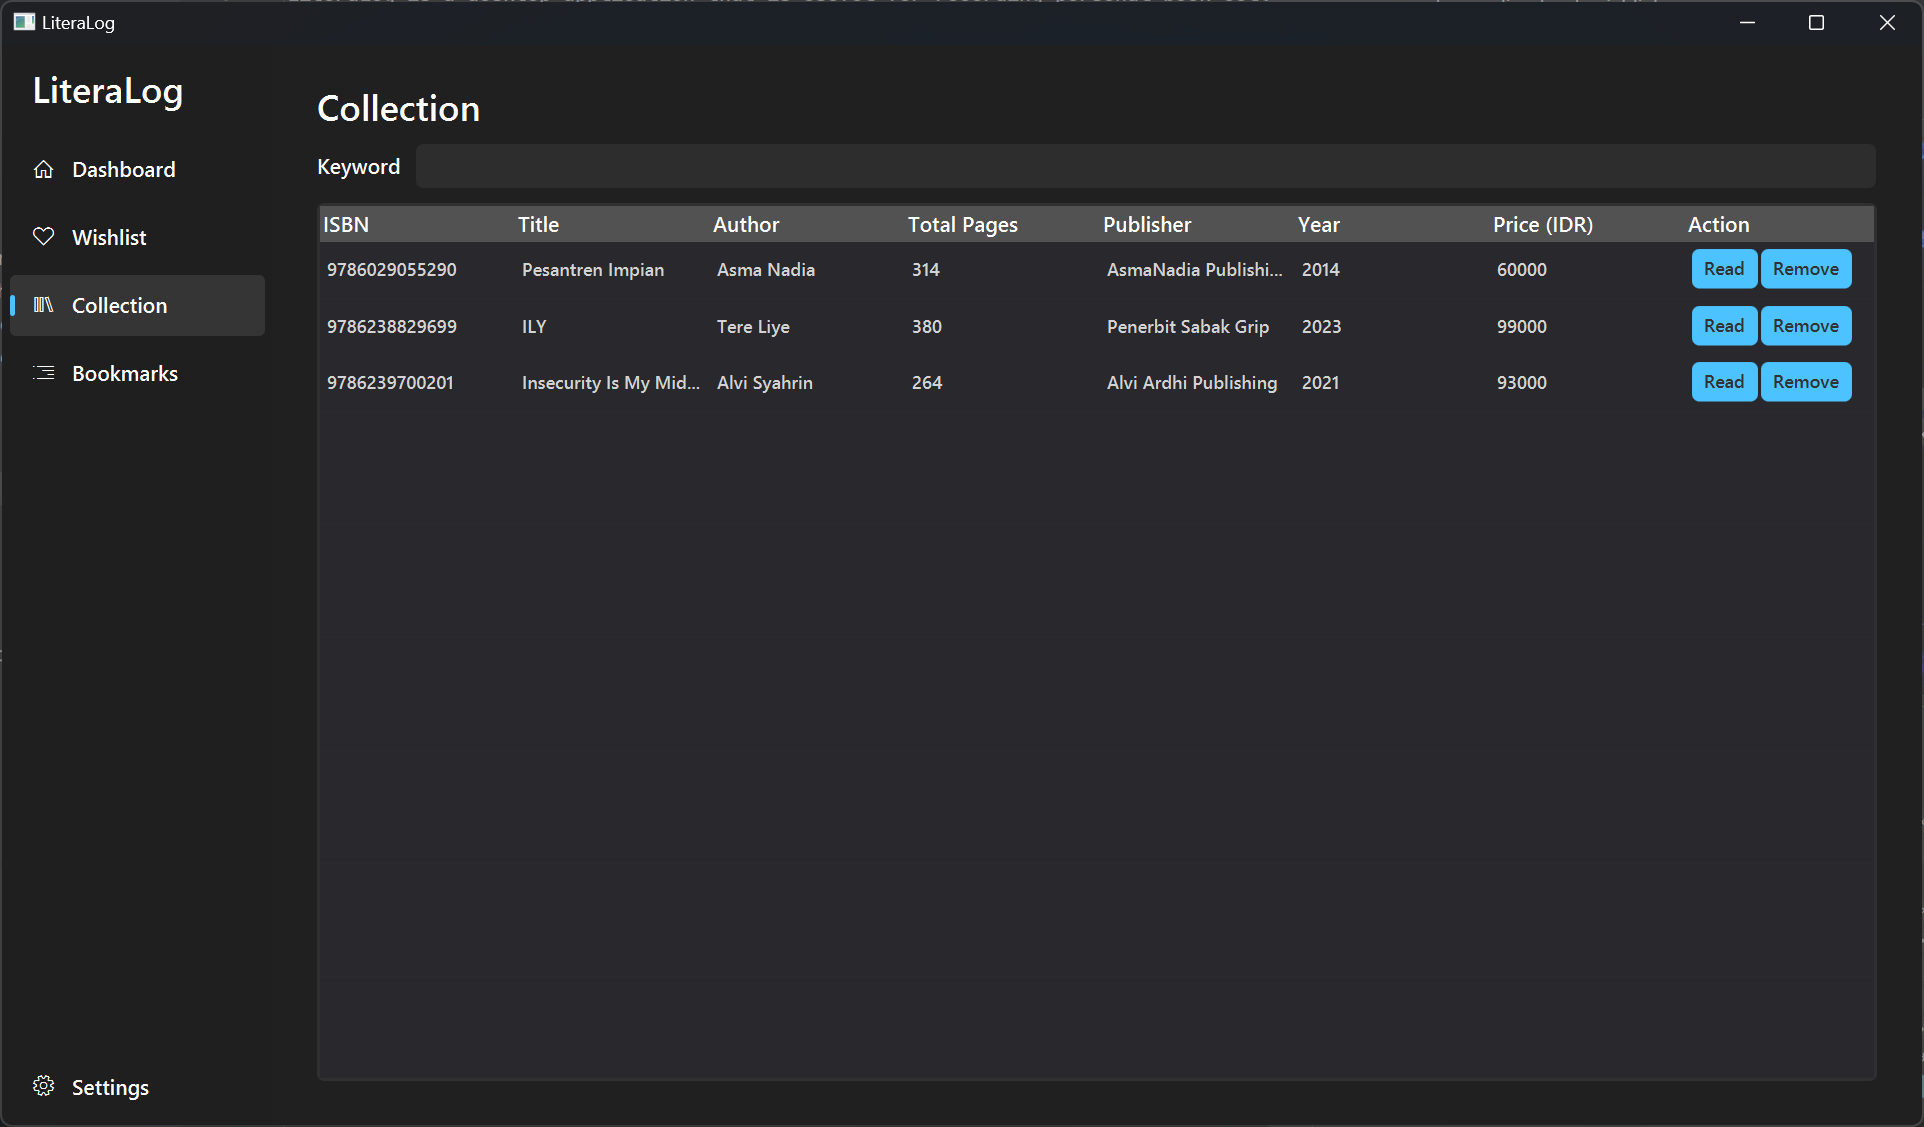 LiteraLog
LiteraLog
Dashboard
Wishlist
Collection
Bookmarks
Settings
Collection
Keyword
ISBN Title Author Total Pages Publisher Year Price (IDR) Action
9786029055290 Pesantren Impian Asma Nadia 314 AsmaNadia Publishi... 2014 60000 Read Remove
9786238829699 ILY Tere Liye 380 Penerbit Sabak Grip 2023 99000 Read Remove
9786239700201 Insecurity Is My Mid... Alvi Syahrin 264 Alvi Ardhi Publishing 2021 93000 Read Remove